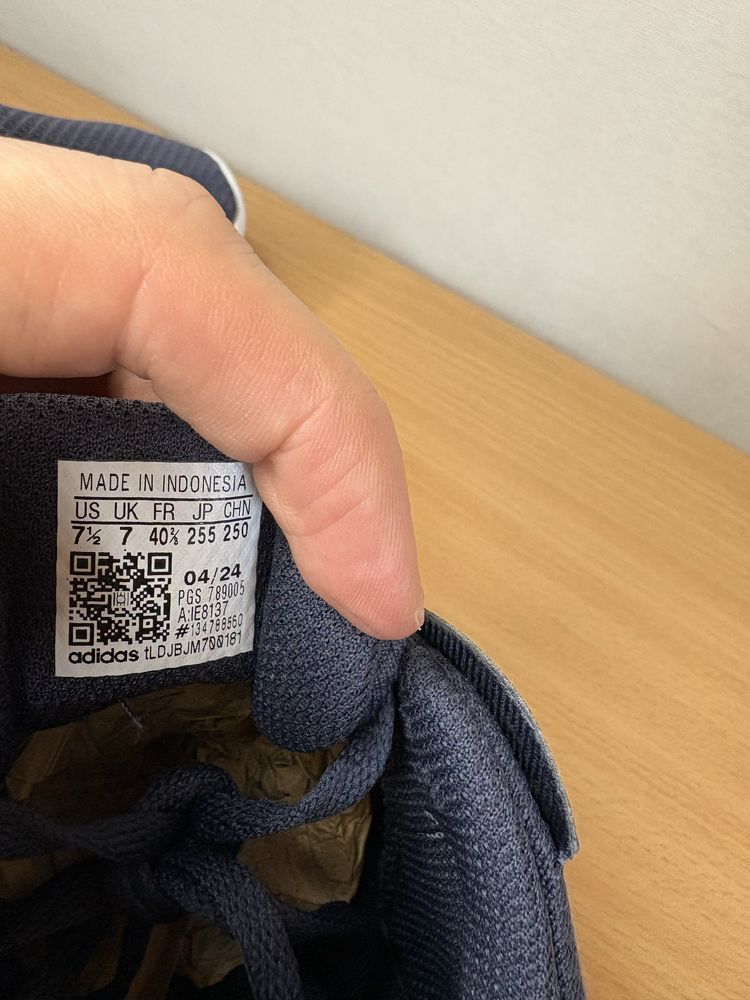 MADE IN INDONESIA
US UK FR JP CHN
7½ 7 40⅔ 255 250
04/24
PGS 789005
A:IE8137
#134788560
adidas tLDJBJM700181